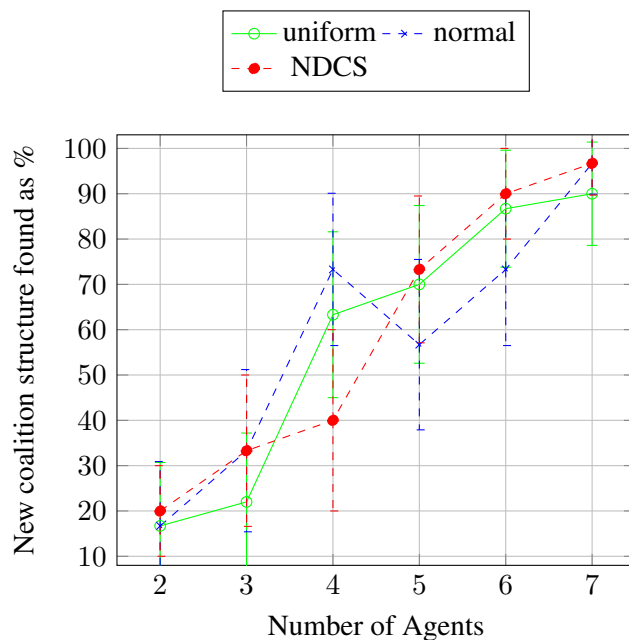 uniform normal
NDCS
New coalition structure found as %
100
90
80
70
60
50
40
30
20
10
2 3 4 5 6 7
Number of Agents